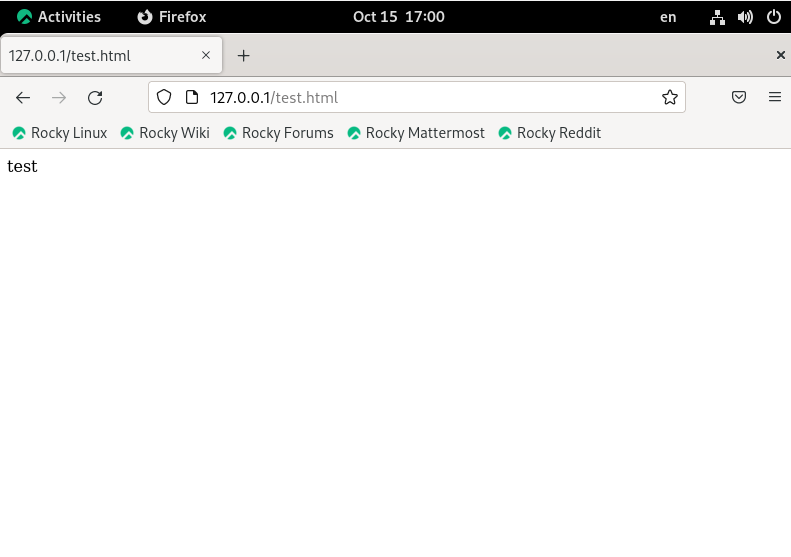 Activities Firefox Oct 15 17:00 en
127.0.0.1/test.html
127.0.0.1/test.html
Rocky Linux Rocky Wiki Rocky Forums Rocky Mattermost Rocky Reddit
test